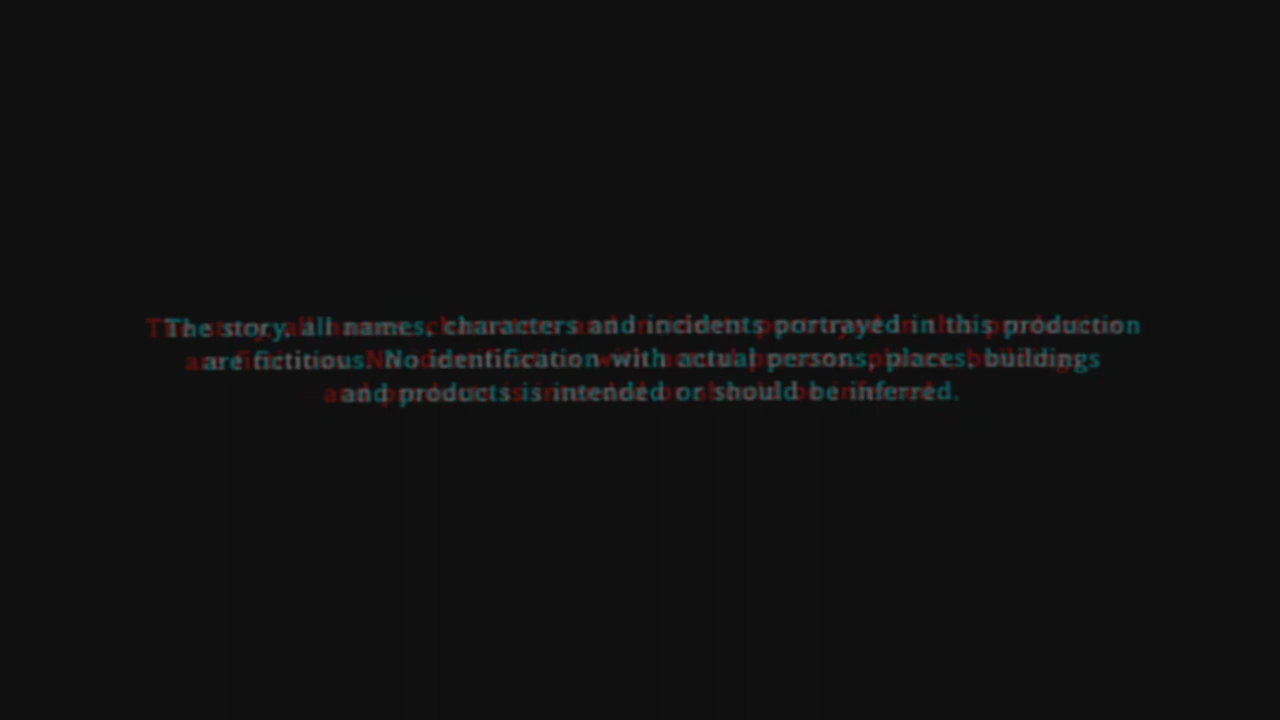 The story, all names, characters and incidents portrayed in this production
are fictitious. No identification with actual persons, places, buildings
and products is intended or should be inferred.